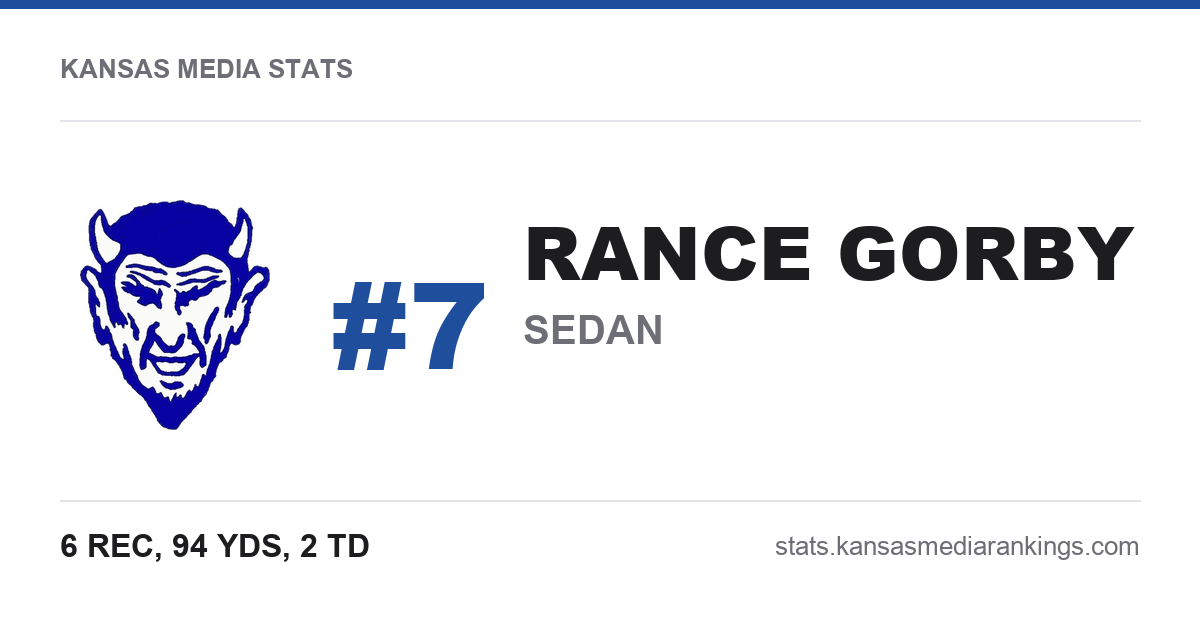 KANSAS MEDIA STATS
#7
RANCE GORBY
SEDAN
6 REC, 94 YDS, 2 TD
stats.kansasmediarankings.com